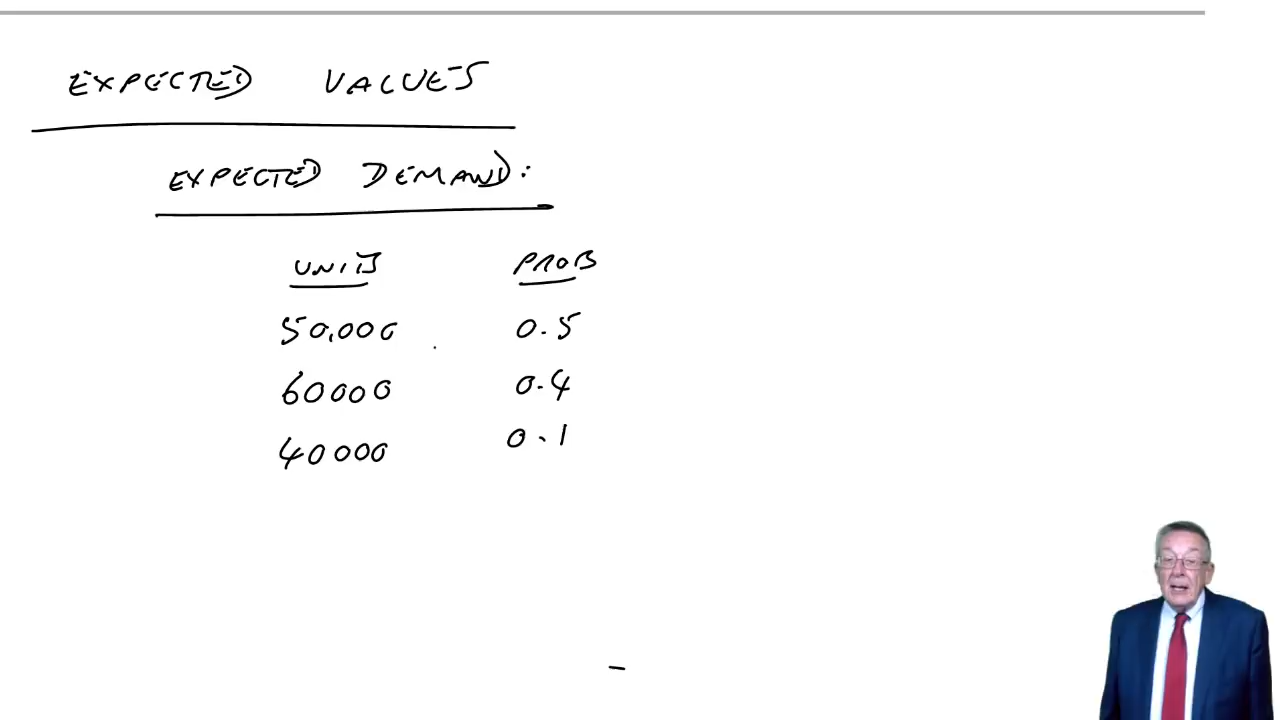 EXPECTED VALUES
EXPECTED DEMAND:
UNITS PROB
50,000 0.5
60000 0.4
40000 0.1